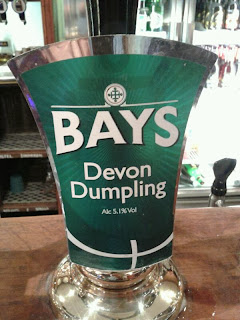 BAYS
Devon
Dumpling
Alc 5.1% Vol